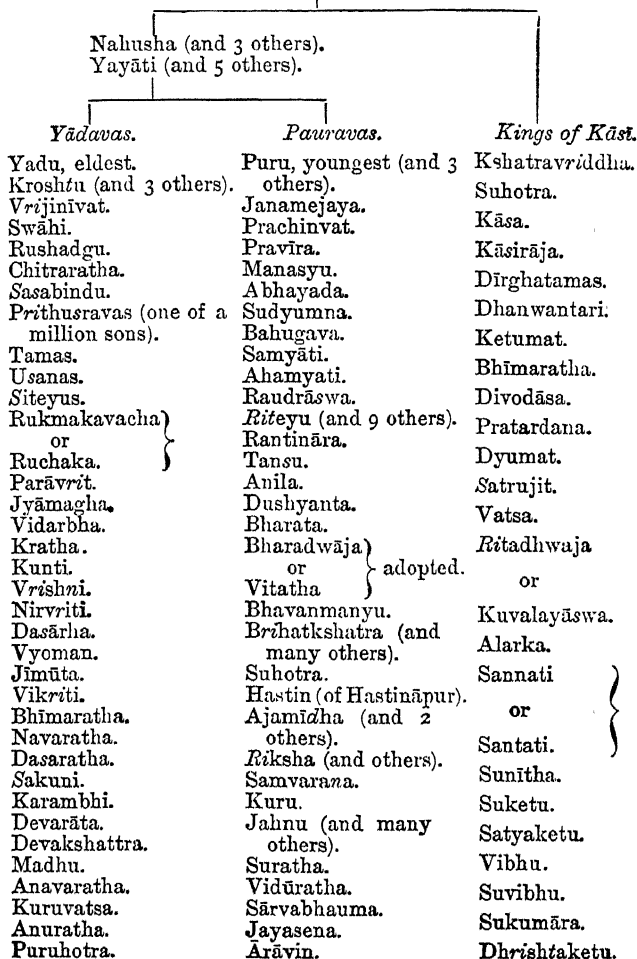 Nahusha (and 3 others).
Yayāti (and 5 others).
Yādavas.
Yadu, eldest.
Kroshtu (and 3 others).
Vrijinīvat.
Swāhi.
Rushadgu.
Chitraratha.
Sasabindu.
Prithusravas (one of a
million sons).
Tamas.
Usanas.
Siteyus.
Rukmakavacha
or
Ruchaka.
Parāvrit.
Jyāmagha.
Vidarbha.
Kratha.
Kunti.
Vrishni.
Nirvriti.
Dasārha.
Vyoman.
Jīmūta.
Vikriti.
Bhīmaratha.
Navaratha.
Dasaratha.
Sakuni.
Karambhi.
Devarāta.
Devakshattra.
Madhu.
Anavaratha.
Kuruvatsa.
Anuratha.
Puruhotra.
Pauravas.
Puru, youngest (and 3
others).
Janamejaya.
Prachinvat.
Pravīra.
Manasyu.
Abhayada.
Sudyumna.
Bahugava.
Samyāti.
Ahamyati.
Raudrāswa.
Riteyu (and 9 others).
Rantināra.
Tansu.
Anila.
Dushyanta.
Bharata.
Bharadwāja
or
Vitatha
adopted.
Bhavanmanyu.
Brihatkshatra (and
many others).
Suhotra.
Hastin (of Hastināpur).
Ajamīdha (and 2
others).
Riksha (and others).
Samvarana.
Kuru.
Jahnu (and many
others).
Suratha.
Vidūratha.
Sārvabhauma.
Jayasena.
Ārāvin.
Kings of Kāsī.
Kshatravriddha.
Suhotra.
Kāsa.
Kāsirāja.
Dīrghatamas.
Dhanwantari.
Ketumat.
Bhīmaratha.
Divodāsa.
Pratardana.
Dyumat.
Satrujit.
Vatsa.
Ritadhwaja
or
Kuvalayāswa.
Alarka.
Sannati
or
Santati.
Sunītha.
Suketu.
Satyaketu.
Vibhu.
Suvibhu.
Sukumāra.
Dhrishtaketu.